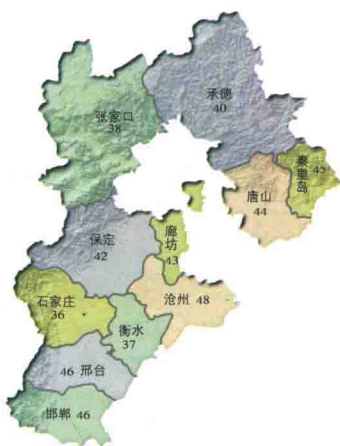 承德
40
张家口
38
秦皇岛 45
唐山
44
保定
42
廊坊
43
石家庄
36
沧州 48
衡水
37
46 邢台
邯郸 46